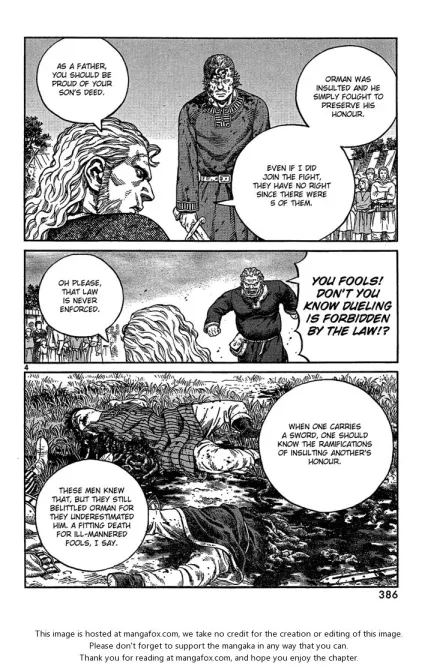 AS A FATHER,
YOU SHOULD BE
PROUD OF YOUR
SON'S DEED.
ORMAN WAS
INSULTED AND HE
SIMPLY FOUGHT TO
PRESERVE HIS
HONOUR.
EVEN IF I DID
JOIN THE FIGHT,
THEY HAVE NO RIGHT
SINCE THERE WERE
5 OF THEM.
YOU FOOLS!
DON'T YOU
KNOW DUELING
IS FORBIDDEN
BY THE LAW!?
OH PLEASE,
THAT LAW
IS NEVER
ENFORCED.
4
WHEN ONE CARRIES
A SWORD, ONE SHOULD
KNOW THE RAMIFICATIONS
OF INSULTING ANOTHER'S
HONOUR.
THESE MEN KNEW
THAT, BUT THEY STILL
BELITTLED ORMAN FOR
THEY UNDERESTIMATED
HIM. A FITTING DEATH
FOR ILL-MANNERED
FOOLS, I SAY.
386
This image is hosted at mangafox.com, we take no credit for the creation or editing of this image.
Please don't forget to support the mangaka in any way that you can.
Thank you for reading at mangafox.com, and hope you enjoy the chapter.